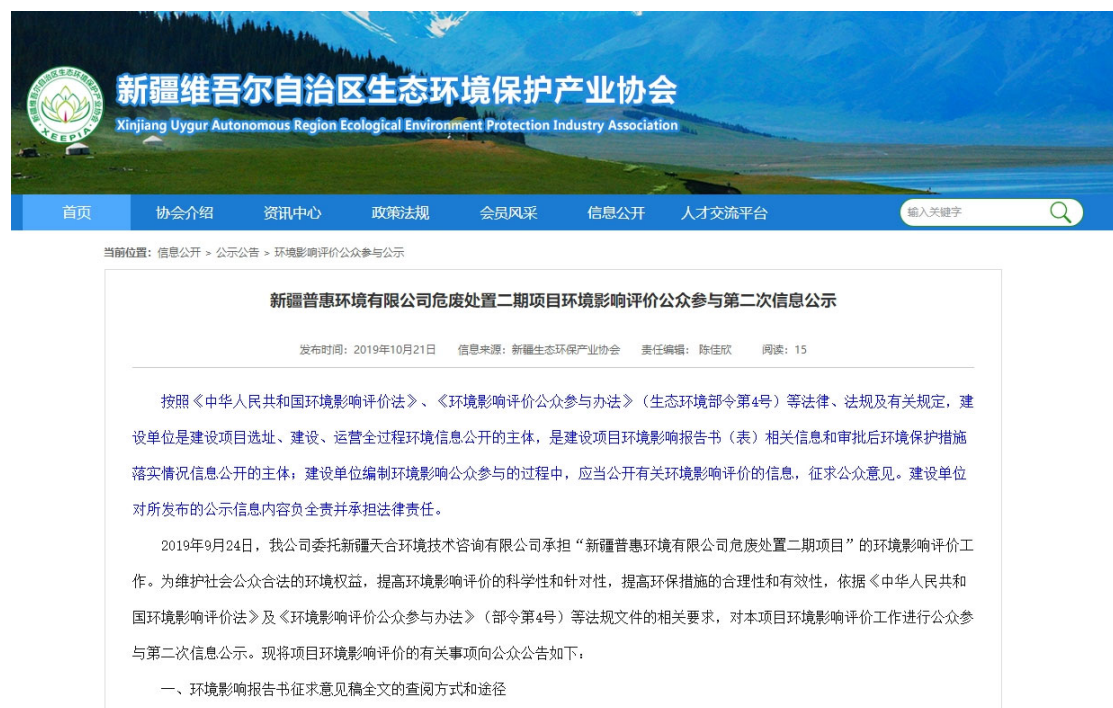 新疆维吾尔自治区生态环境保护产业协会
Xinjiang Uygur Autonomous Region Ecological Environment Protection Industry Association
XEEPIA
首页 协会介绍 资讯中心 政策法规 会员风采 信息公开 人才交流平台 输入关键字
当前位置：信息公开 > 公示公告 > 环境影响评价公众参与公示
新疆普惠环境有限公司危废处置二期项目环境影响评价公众参与第二次信息公示
发布时间：2019年10月21日 信息来源：新疆生态环保产业协会 责任编辑：陈佳欣 阅读：15
按照《中华人民共和国环境影响评价法》、《环境影响评价公众参与办法》（生态环境部令第4号）等法律、法规及有关规定，建
设单位是建设项目选址、建设、运营全过程环境信息公开的主体，是建设项目环境影响报告书（表）相关信息和审批后环境保护措施
落实情况信息公开的主体；建设单位编制环境影响公众参与的过程中，应当公开有关环境影响评价的信息，征求公众意见。建设单位
对所发布的公示信息内容负全责并承担法律责任。
2019年9月24日，我公司委托新疆天合环境技术咨询有限公司承担“新疆普惠环境有限公司危废处置二期项目”的环境影响评价工
作。为维护社会公众合法的环境权益，提高环境影响评价的科学性和针对性，提高环保措施的合理性和有效性，依据《中华人民共和
国环境影响评价法》及《环境影响评价公众参与办法》（部令第4号）等法规文件的相关要求，对本项目环境影响评价工作进行公众参
与第二次信息公示。现将项目环境影响评价的有关事项向公众公告如下：
一、环境影响报告书征求意见稿全文的查阅方式和途径